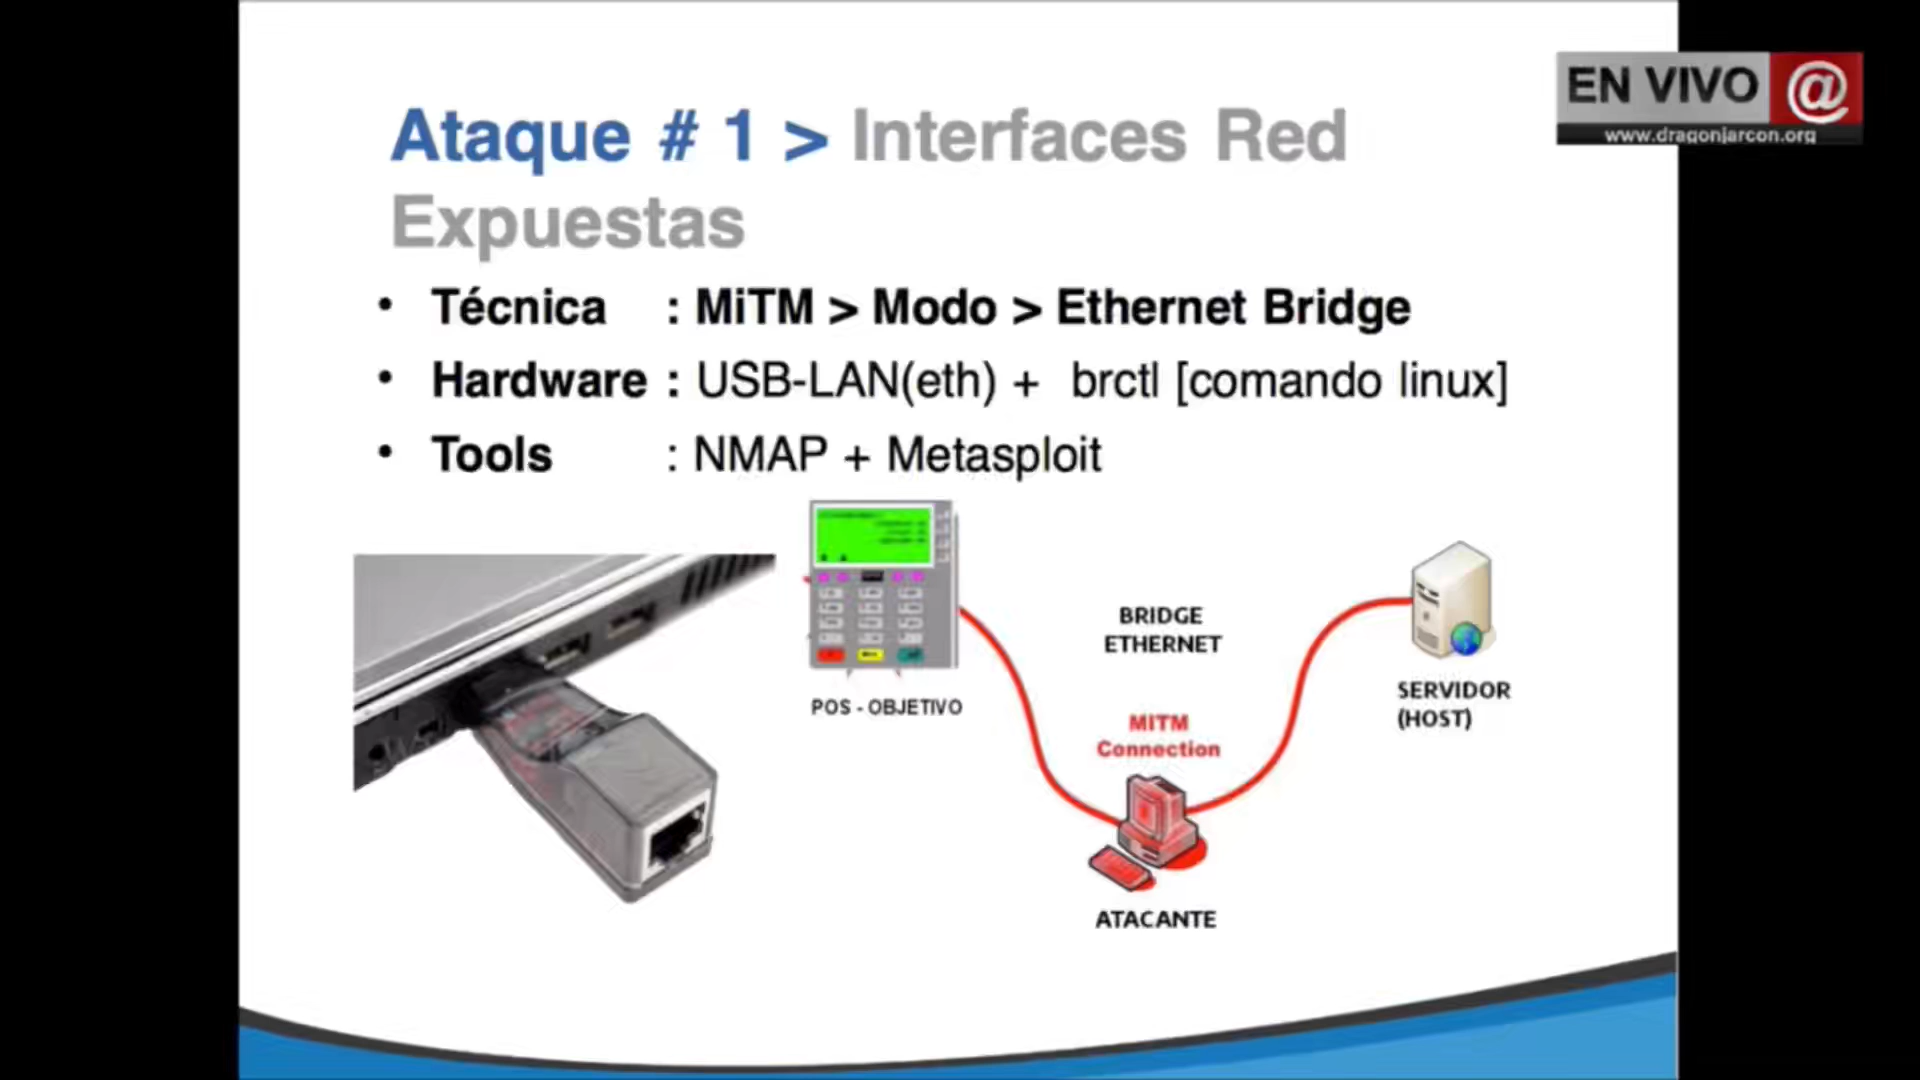 EN VIVO @
www.dragonjarcon.org
Ataque # 1 > Interfaces Red
Expuestas
• Técnica : MiTM > Modo > Ethernet Bridge
• Hardware : USB-LAN(eth) + brctl [comando linux]
• Tools : NMAP + Metasploit
BRIDGE
ETHERNET
POS - OBJETIVO
SERVIDOR
(HOST)
MITM
Connection
ATACANTE